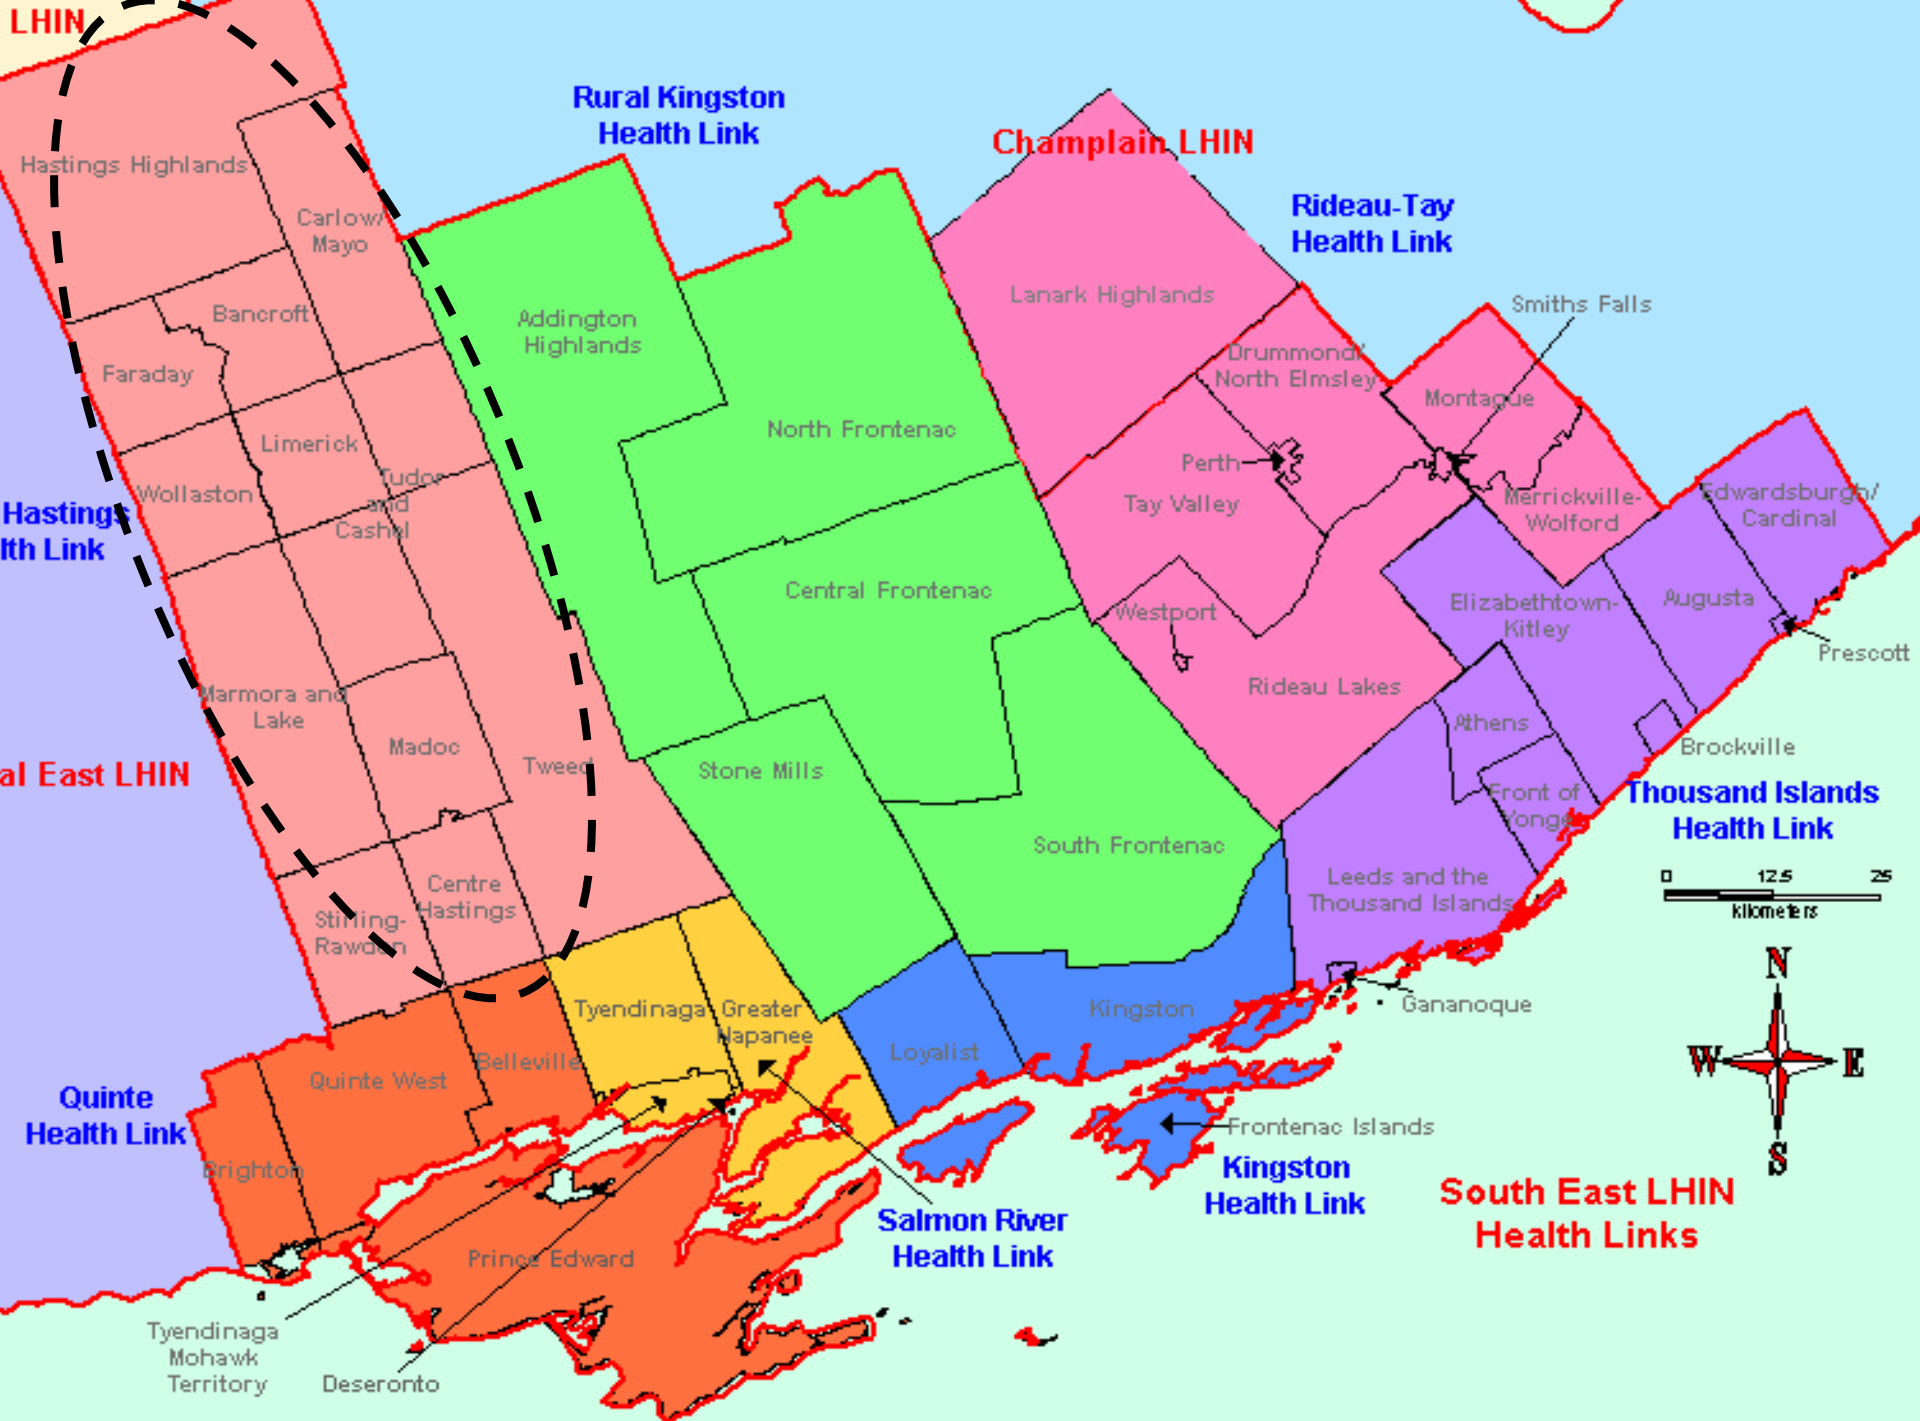 LHIN
Rural Kingston
Health Link
Champlain LHIN
Hastings Highlands
Rideau-Tay
Health Link
Carlow/
Mayo
Lanark Highlands
Smiths Falls
Bancroft
Addington
Highlands
Drummond/
North Elmsley
Faraday
Montague
North Frontenac
Limerick
Perth
Tudor
and
Cashel
Wollaston
Tay Valley
Merrickville-
Wolford
Edwardsburgh/
Cardinal
Hastings
lth Link
Central Frontenac
Westport
Elizabethtown-
Kitley
Augusta
Prescott
Rideau Lakes
Marmora and
Lake
Athens
Madoc
Brockville
Tweed
Stone Mills
al East LHIN
Front of
Yonge
Thousand Islands
Health Link
South Frontenac
Leeds and the
Thousand Islands
0 12.5 25
kilometers
Centre
Hastings
Stirling-
Rawdon
N
W E
S
Tyendinaga
Greater
Napanee
Kingston
Gananoque
Loyalist
Belleville
Quinte West
Quinte
Health Link
Frontenac Islands
Brighton
Kingston
Health Link
South East LHIN
Health Links
Salmon River
Health Link
Prince Edward
Tyendinaga
Mohawk
Territory
Deseronto